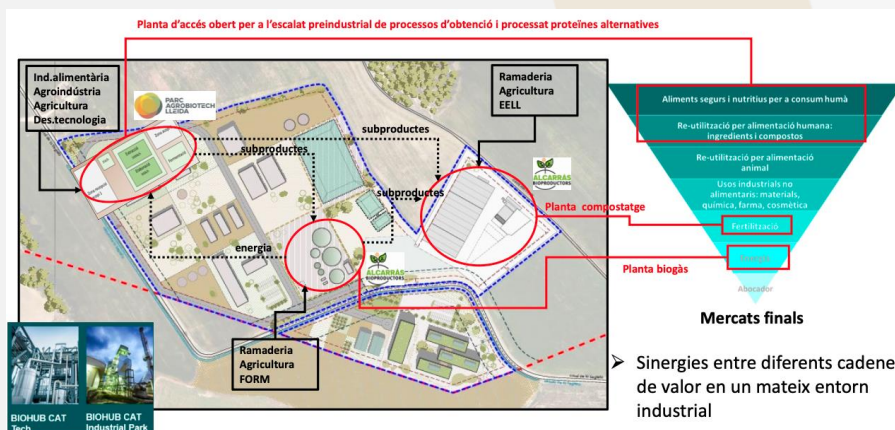 Planta d'accés obert per a l'escalat preindustrial de processos d'obtenció i processat proteïnes alternatives
Ind.alimentària
Agroindústria
Agricultura
Des.tecnologia
PARC
AGROBIOTECH
LLEIDA
Ramaderia
Agricultura
EELL
subproductes
subproductes
subproductes
energia
ALCARRÀS
BIOPRODUCTORS
ALCARRÀS
BIOPRODUCTORS
Planta compostatge
Planta biogàs
Ramaderia
Agricultura
FORM
Aliments segurs i nutritius per a consum humà
Re-utilització per alimentació humana:
ingredients i compostos
Re-utilització per alimentació
animal
Usos industrials no
alimentaris: materials,
química, farma, cosmètica
Fertilització
Energia
Abocador
Mercats finals
➢ Sinergies entre diferents cadene
de valor en un mateix entorn
industrial
BIOHUB CAT
Tech
BIOHUB CAT
Industrial Park